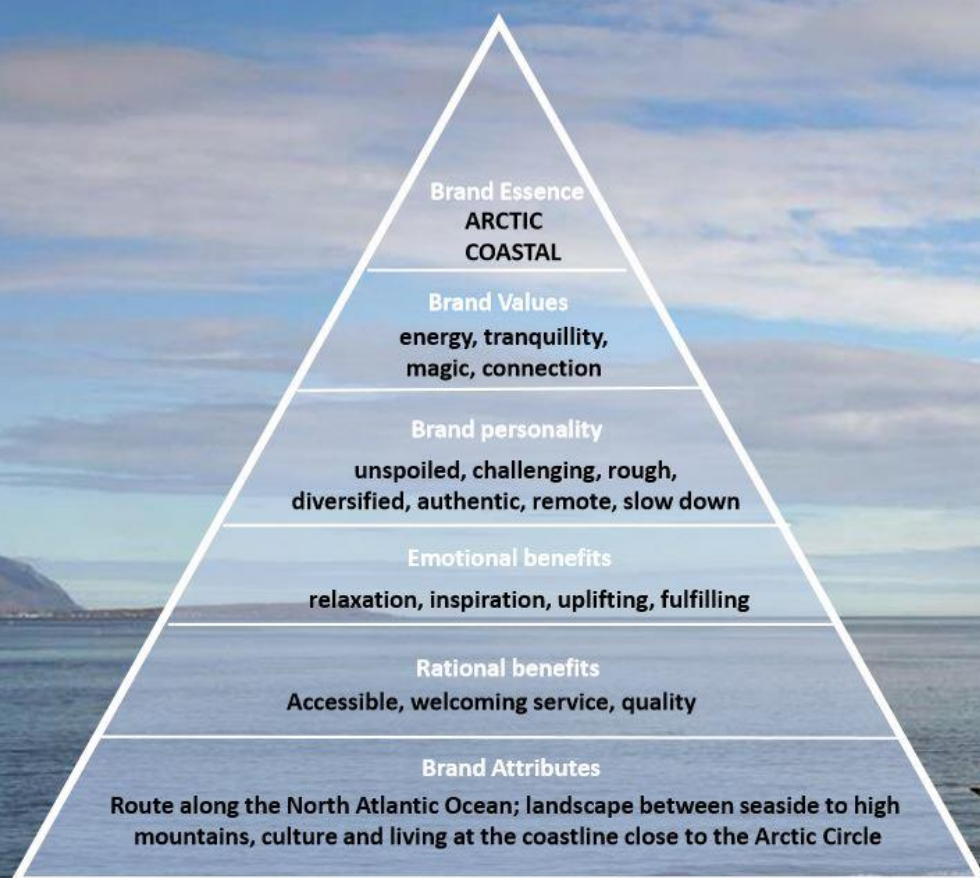 Brand Essence
ARCTIC
COASTAL
Brand Values
energy, tranquillity,
magic, connection
Brand personality
unspoiled, challenging, rough,
diversified, authentic, remote, slow down
Emotional benefits
relaxation, inspiration, uplifting, fulfilling
Rational benefits
Accessible, welcoming service, quality
Brand Attributes
Route along the North Atlantic Ocean; landscape between seaside to high
mountains, culture and living at the coastline close to the Arctic Circle